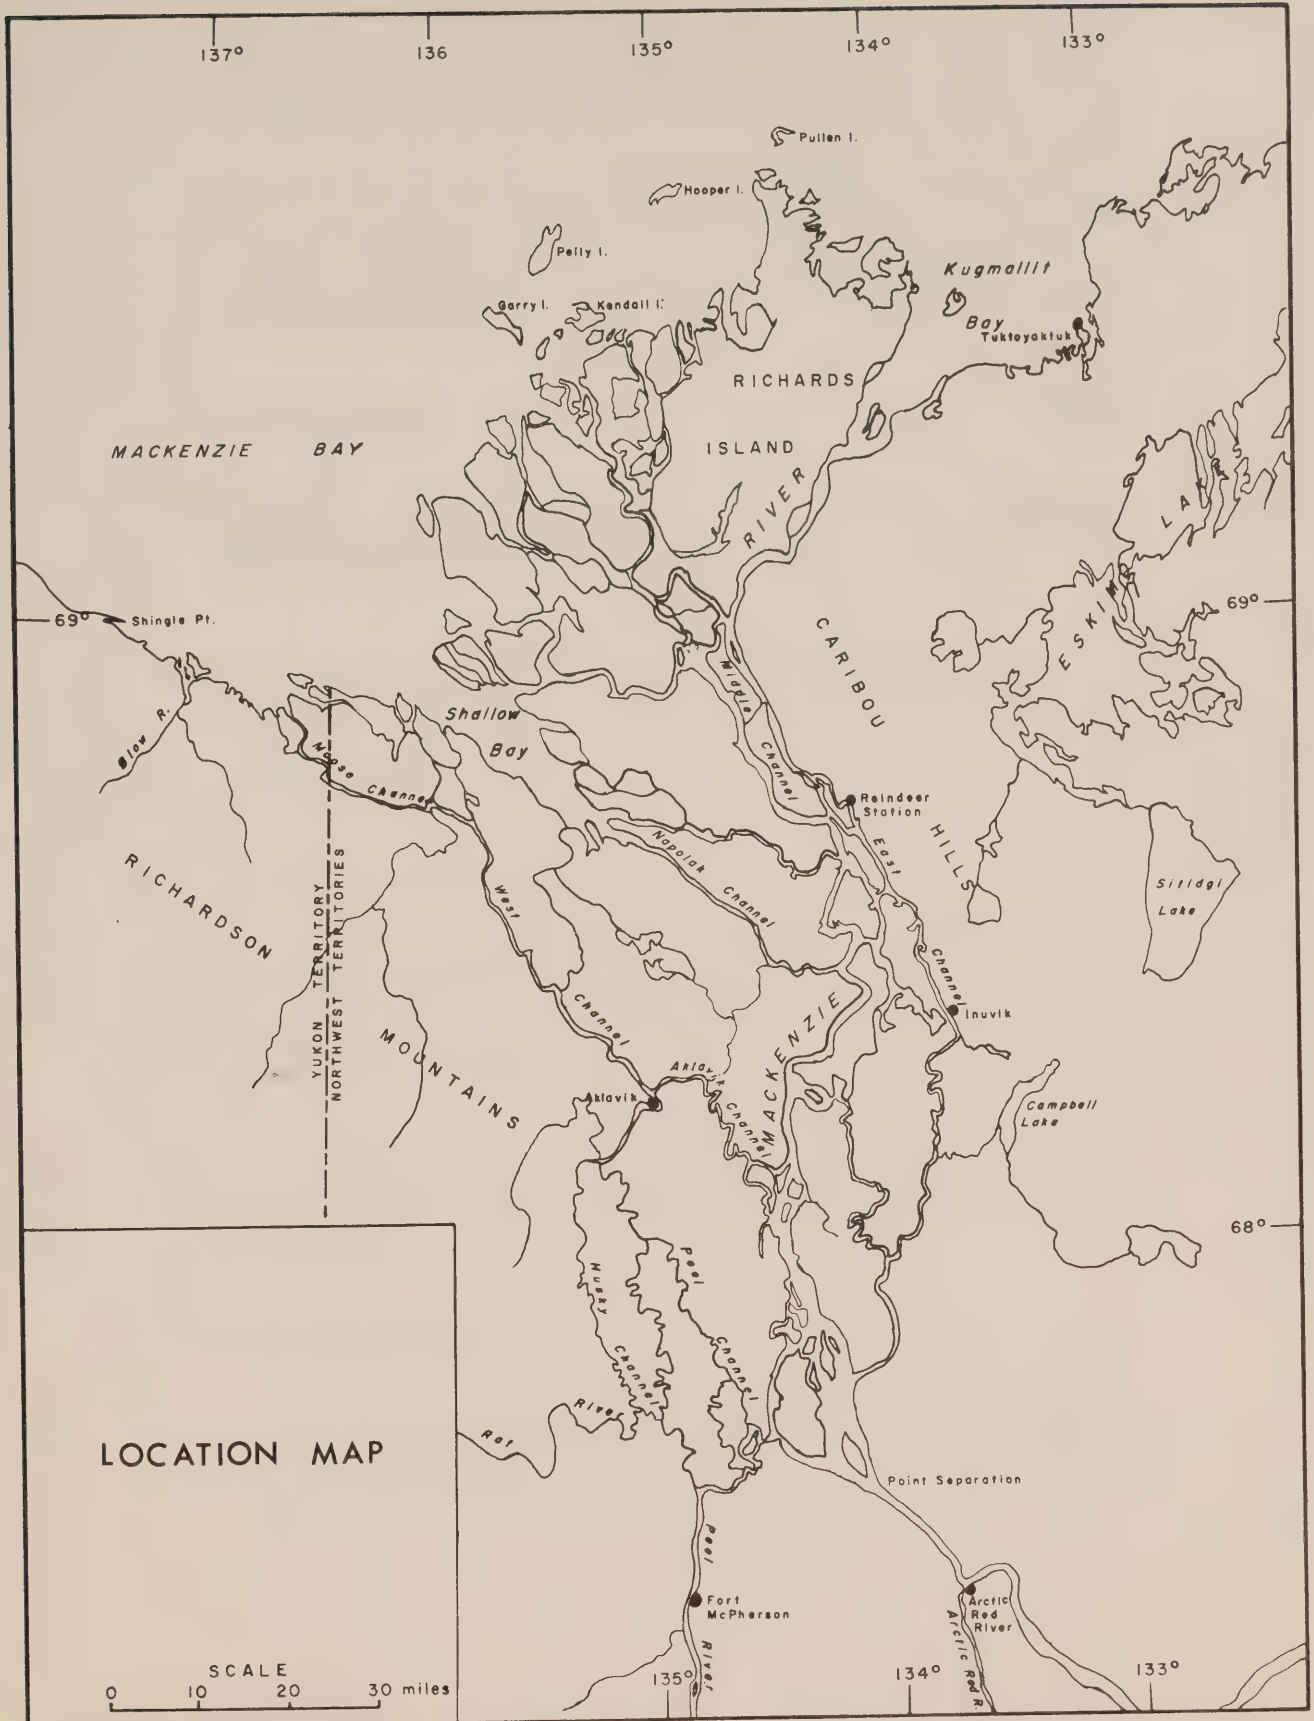 137°
136
135°
134°
133°
Pullen I.
Hooper I.
Pelly I.
Garry I.
Kendall I.
Kugmallit
Bay
Tuktoyaktuk
RICHARDS
ISLAND
MACKENZIE BAY
RIVER
ESKIMO LAKE
69°
Shingle Pt.
69°
CARIBOU
HILLS
Blow R.
Shallow
Bay
Middle
Channel
Moose
Channel
Reindeer
Station
East
Channel
Napoiak
Channel
Sitidgi
Lake
RICHARDSON
MOUNTAINS
YUKON TERRITORY
NORTHWEST TERRITORIES
West
Channel
Inuvik
MACKENZIE
Aklavik
Aklavik
Channel
Campbell
Lake
68°
Husky
Channel
Peel
Channel
Rat River
Point Separation
LOCATION MAP
Peel
River
Fort
McPherson
Arctic
Red
River
Arctic Red R.
SCALE
0 10 20 30 miles
135°
134°
133°